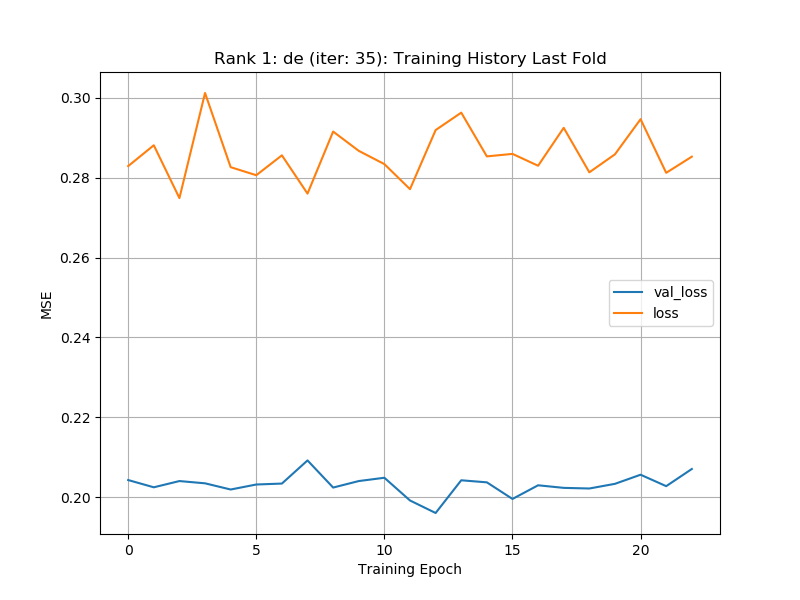 Rank 1: de (iter: 35): Training History Last Fold
0.30
0.28
0.26
0.24
0.22
0.20
MSE
val_loss
loss
0 5 10 15 20
Training Epoch